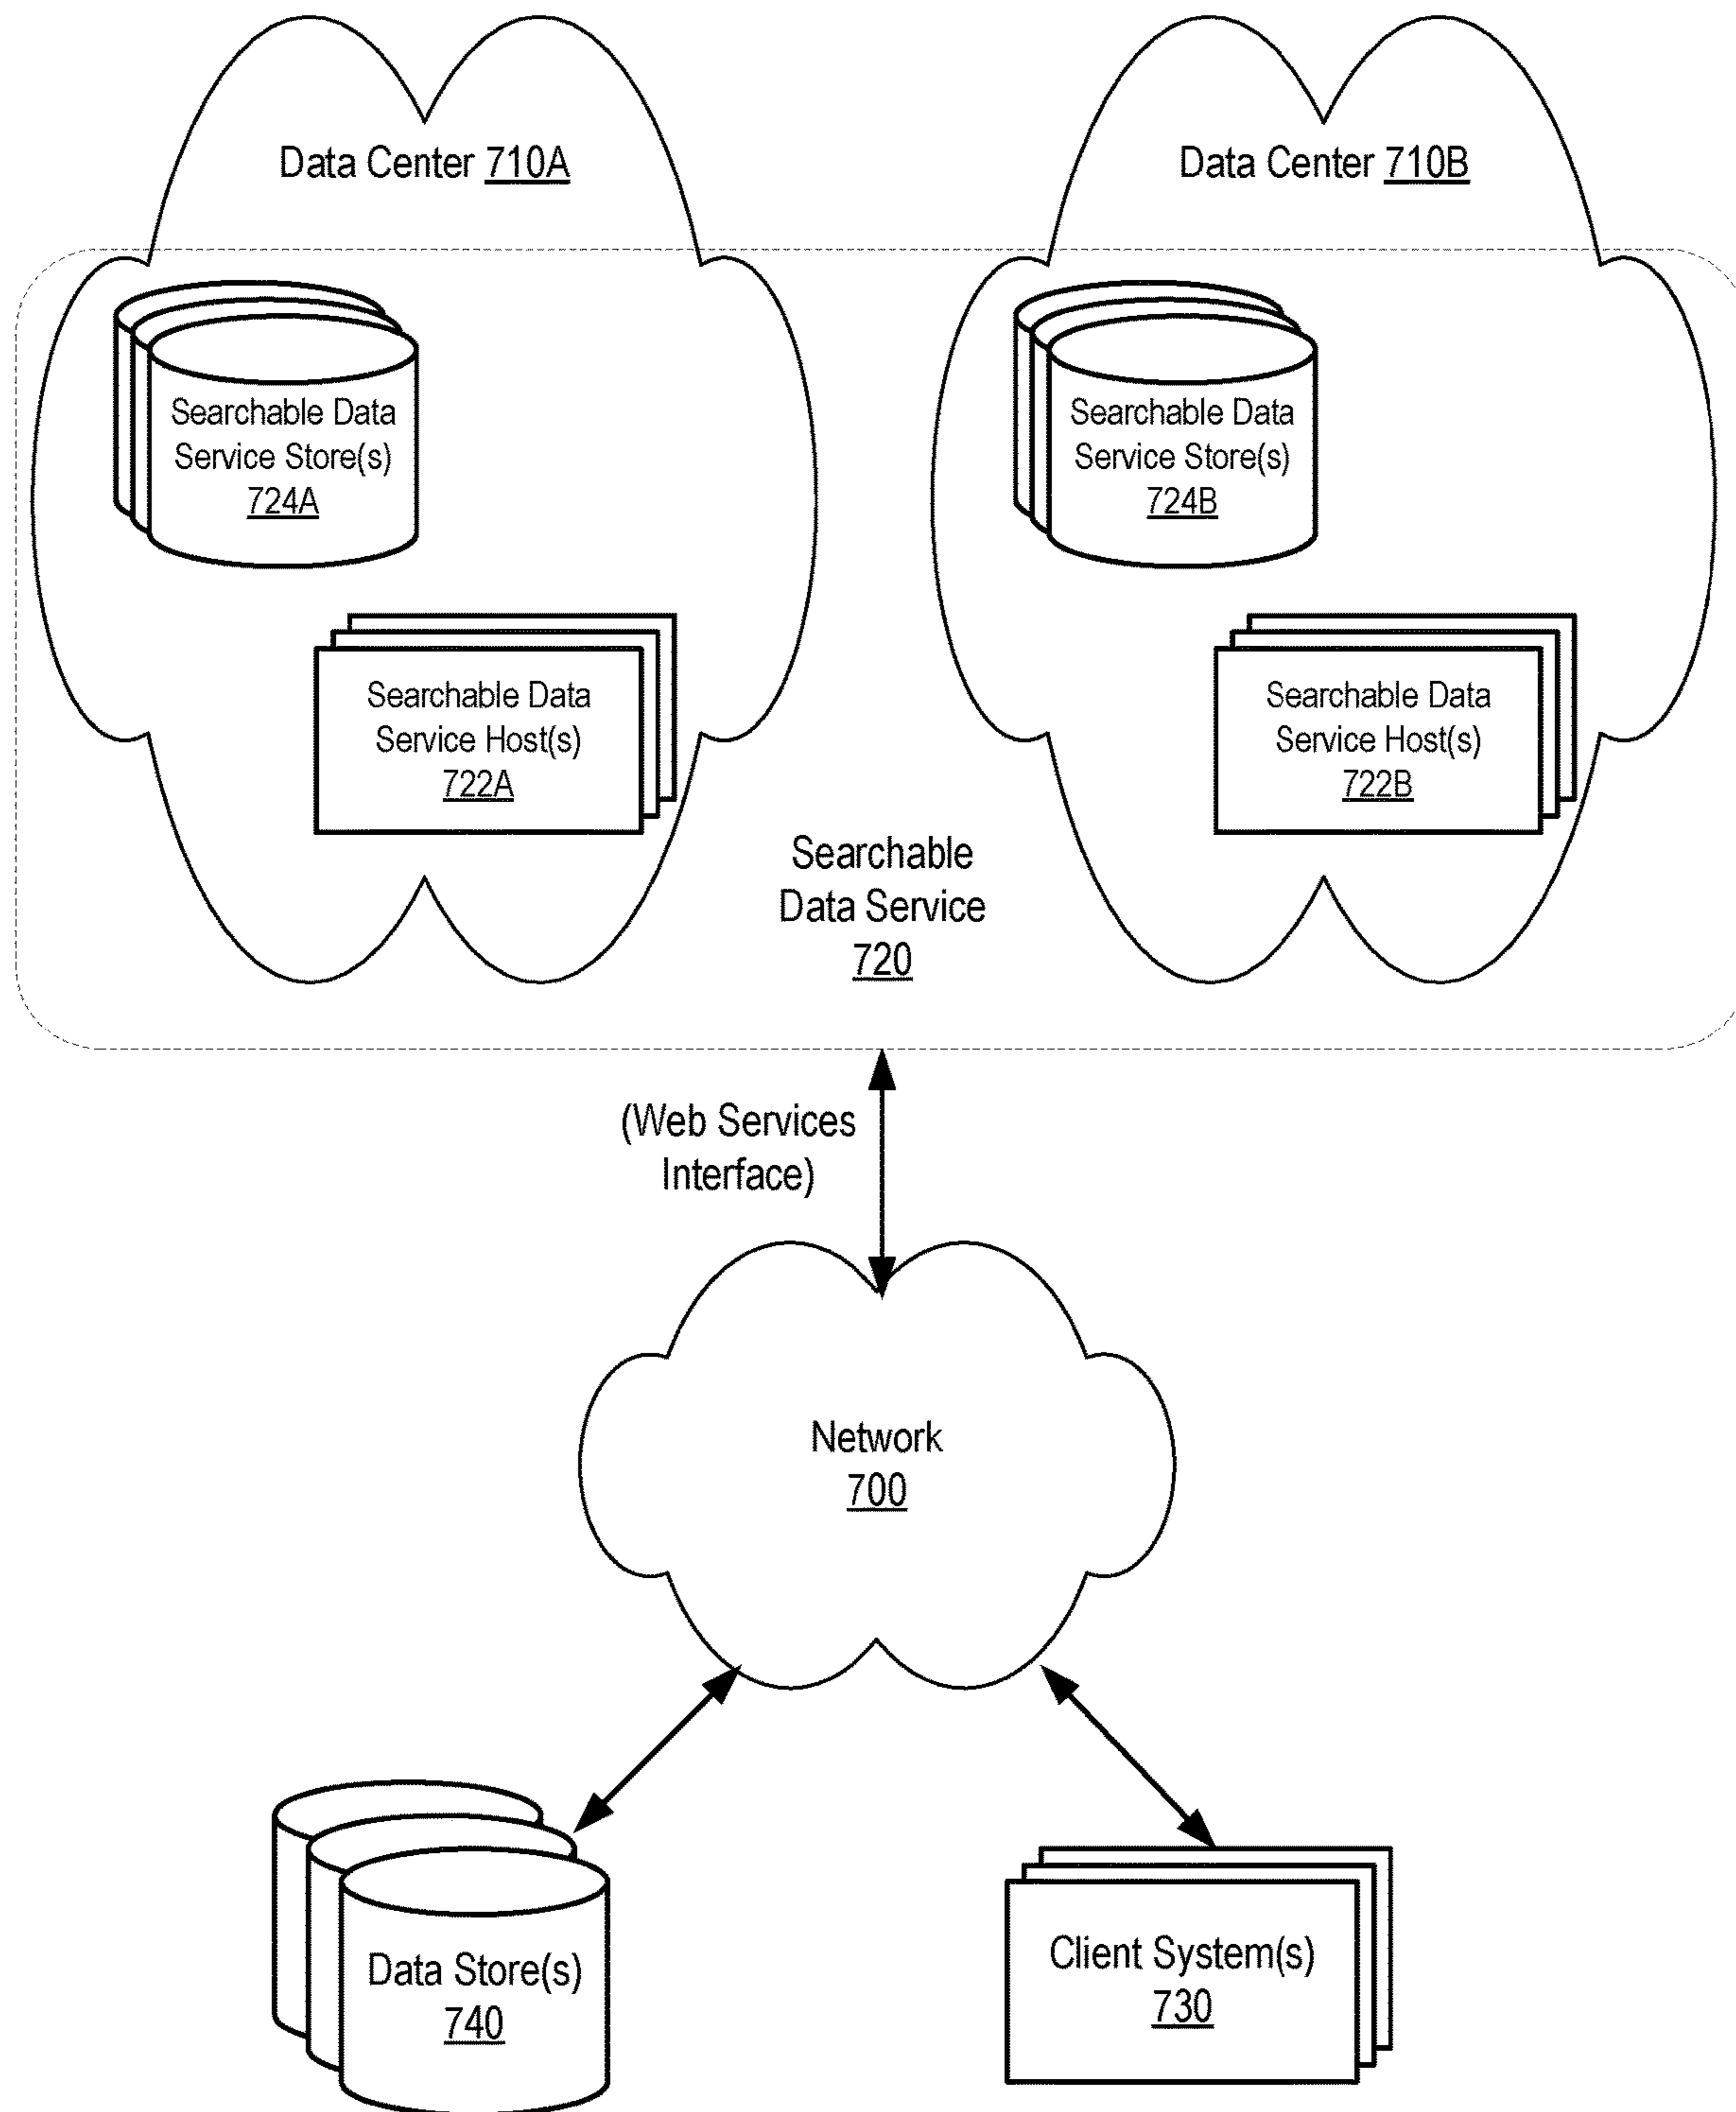 Data Center 710A
Data Center 710B
Searchable Data
Service Store(s)
724A
Searchable Data
Service Store(s)
724B
Searchable Data
Service Host(s)
722A
Searchable Data
Service Host(s)
722B
Searchable
Data Service
720
(Web Services
Interface)
Network
700
Data Store(s)
740
Client System(s)
730